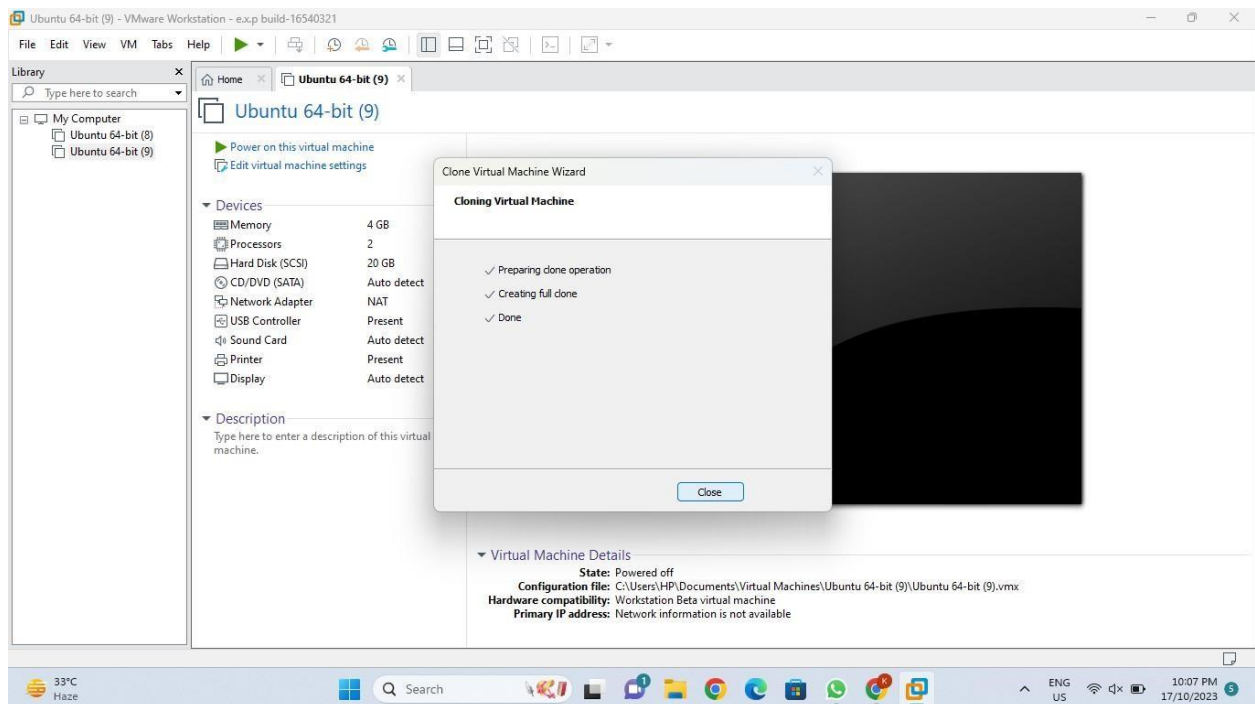 Ubuntu 64-bit (9) - VMware Workstation - e.x.p build-16540321
File Edit View VM Tabs Help
Library
Type here to search
My Computer
Ubuntu 64-bit (8)
Ubuntu 64-bit (9)
Home
Ubuntu 64-bit (9)
Ubuntu 64-bit (9)
Power on this virtual machine
Edit virtual machine settings
Devices
Memory 4 GB
Processors 2
Hard Disk (SCSI) 20 GB
CD/DVD (SATA) Auto detect
Network Adapter NAT
USB Controller Present
Sound Card Auto detect
Printer Present
Display Auto detect
Description
Type here to enter a description of this virtual
machine.
Clone Virtual Machine Wizard
Cloning Virtual Machine
Preparing clone operation
Creating full clone
Done
Close
Virtual Machine Details
State: Powered off
Configuration file: C:\Users\HP\Documents\Virtual Machines\Ubuntu 64-bit (9)\Ubuntu 64-bit (9).vmx
Hardware compatibility: Workstation Beta virtual machine
Primary IP address: Network information is not available
33°C
Haze
Search
1
K
ENG
US
10:07 PM
17/10/2023
5